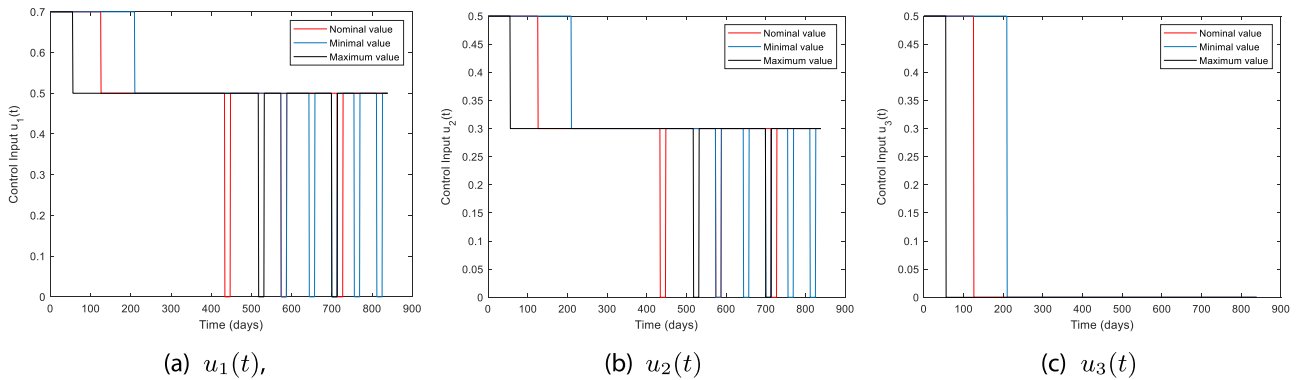 0.7
0.6
0.5
0.4
0.3
0.2
0.1
0
Control Input u_1(t)
0 100 200 300 400 500 600 700 800 900
Time (days)
Nominal value
Minimal value
Maximum value
(a) u_1(t),
0.5
0.45
0.4
0.35
0.3
0.25
0.2
0.15
0.1
0.05
0
Control Input u_2(t)
0 100 200 300 400 500 600 700 800 900
Time (days)
Nominal value
Minimal value
Maximum value
(b) u_2(t)
0.5
0.45
0.4
0.35
0.3
0.25
0.2
0.15
0.1
0.05
0
Control Input u_3(t)
0 100 200 300 400 500 600 700 800 900
Time (days)
Nominal value
Minimal value
Maximum value
(c) u_3(t)